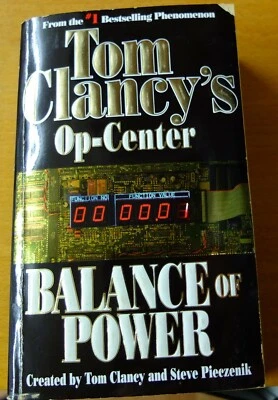 From the #1 Bestselling Phenomenon
Tom
Clancy's
Op-Center
FUNCTION NO FUNCTION VALUE
00 0001
BALANCE OF
POWER
Created by Tom Clancy and Steve Pieczenik